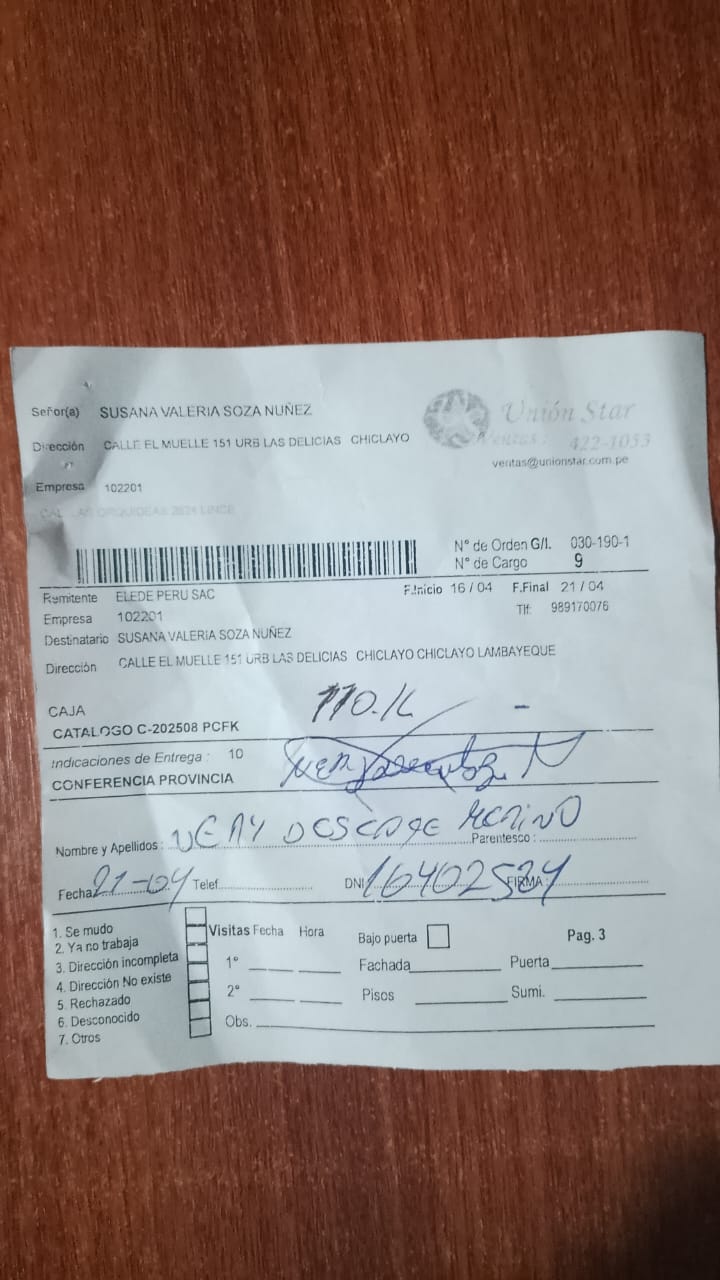 Señor(a) SUSANA VALERIA SOZA NUÑEZ
Unión Star
Dirección CALLE EL MUELLE 151 URB LAS DELICIAS CHICLAYO
Ventas: 422-1033
ventas@unionstar.com.pe
Empresa 102201
ORQUIDEAS LINCE
N° de Orden G/I. 030-190-1
N° de Cargo 9
Remitente ELEDE PERU SAC
F.Inicio 16 / 04 F.Final 21 / 04
Empresa 102201
Tlf: 989170076
Destinatario SUSANA VALERIA SOZA NUÑEZ
Dirección CALLE EL MUELLE 151 URB LAS DELICIAS CHICLAYO CHICLAYO LAMBAYEQUE
CAJA
CATALOGO C-202508 PCFK
Indicaciones de Entrega : 10
CONFERENCIA PROVINCIA
Nombre y Apellidos :
Parentesco :
Fecha 21-04 Telef. DNI 16402524 FIRMA :
1. Se mudo
2. Ya no trabaja
3. Dirección incompleta
4. Dirección No existe
5. Rechazado
6. Desconocido
7. Otros
Visitas Fecha Hora
1°
2°
Obs.
Bajo puerta
Pag. 3
Fachada Puerta
Pisos Sumi.